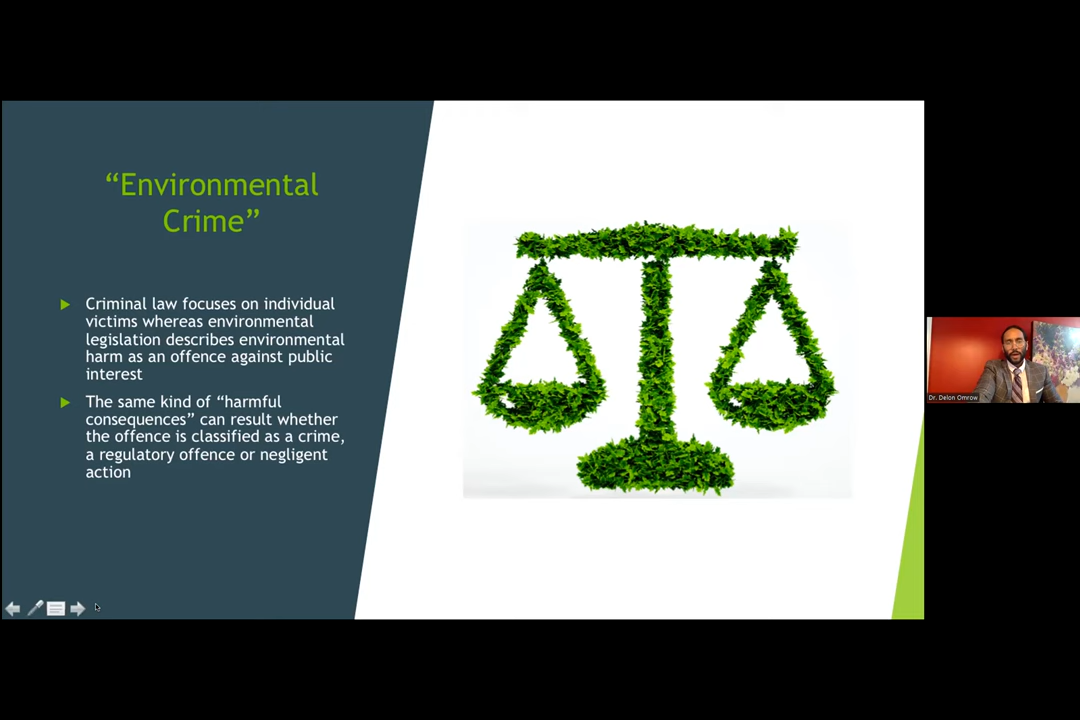 “Environmental
Crime”
Criminal law focuses on individual
victims whereas environmental
legislation describes environmental
harm as an offence against public
interest
The same kind of “harmful
consequences” can result whether
the offence is classified as a crime,
a regulatory offence or negligent
action
Dr. Delon Omrow